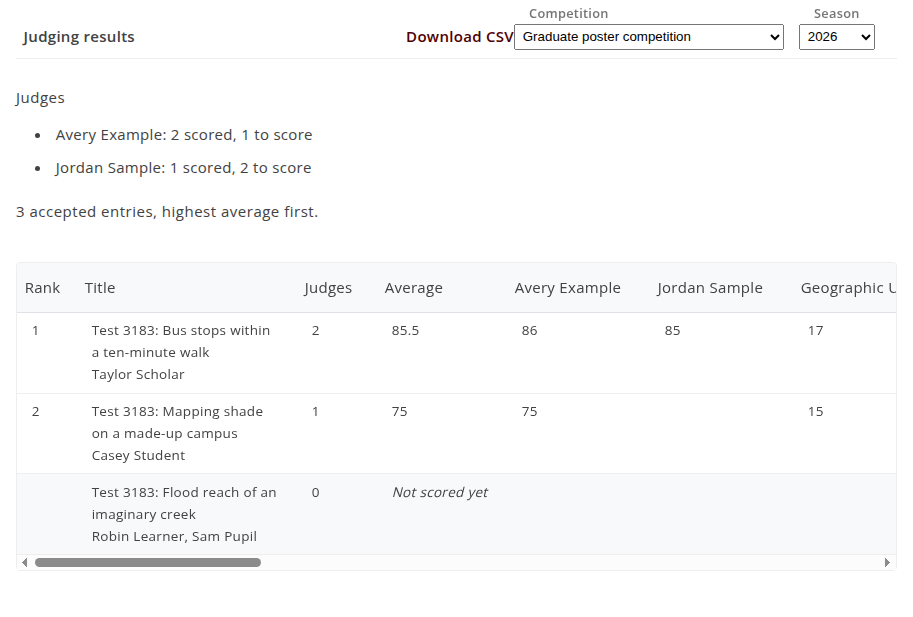 Competition
Season
Judging results
Download CSV
Graduate poster competition
2026
Judges
Avery Example: 2 scored, 1 to score
Jordan Sample: 1 scored, 2 to score
3 accepted entries, highest average first.
Rank Title Judges Average Avery Example Jordan Sample Geographic U
1 Test 3183: Bus stops within 2 85.5 86 85 17
a ten-minute walk
Taylor Scholar
2 Test 3183: Mapping shade 1 75 75 15
on a made-up campus
Casey Student
Test 3183: Flood reach of an 0 Not scored yet
imaginary creek
Robin Learner, Sam Pupil